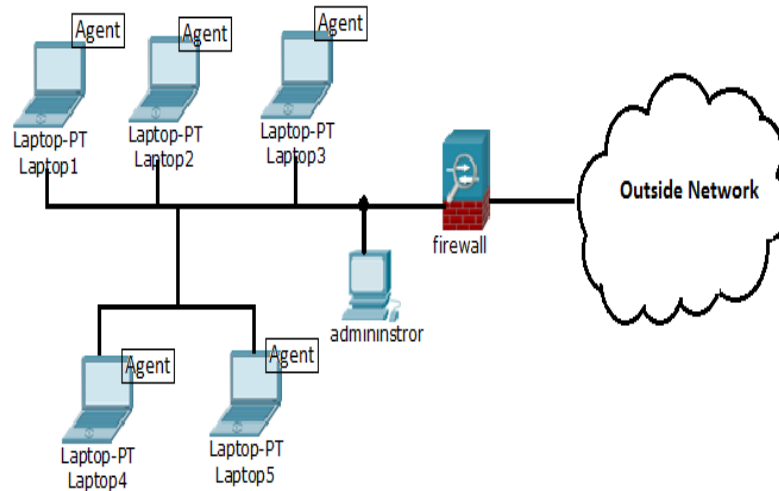 Agent
Agent
Agent
Laptop-PT
Laptop1
Laptop-PT
Laptop2
Laptop-PT
Laptop3
firewall
Outside Network
admininstror
Agent
Agent
Laptop-PT
Laptop4
Laptop-PT
Laptop5